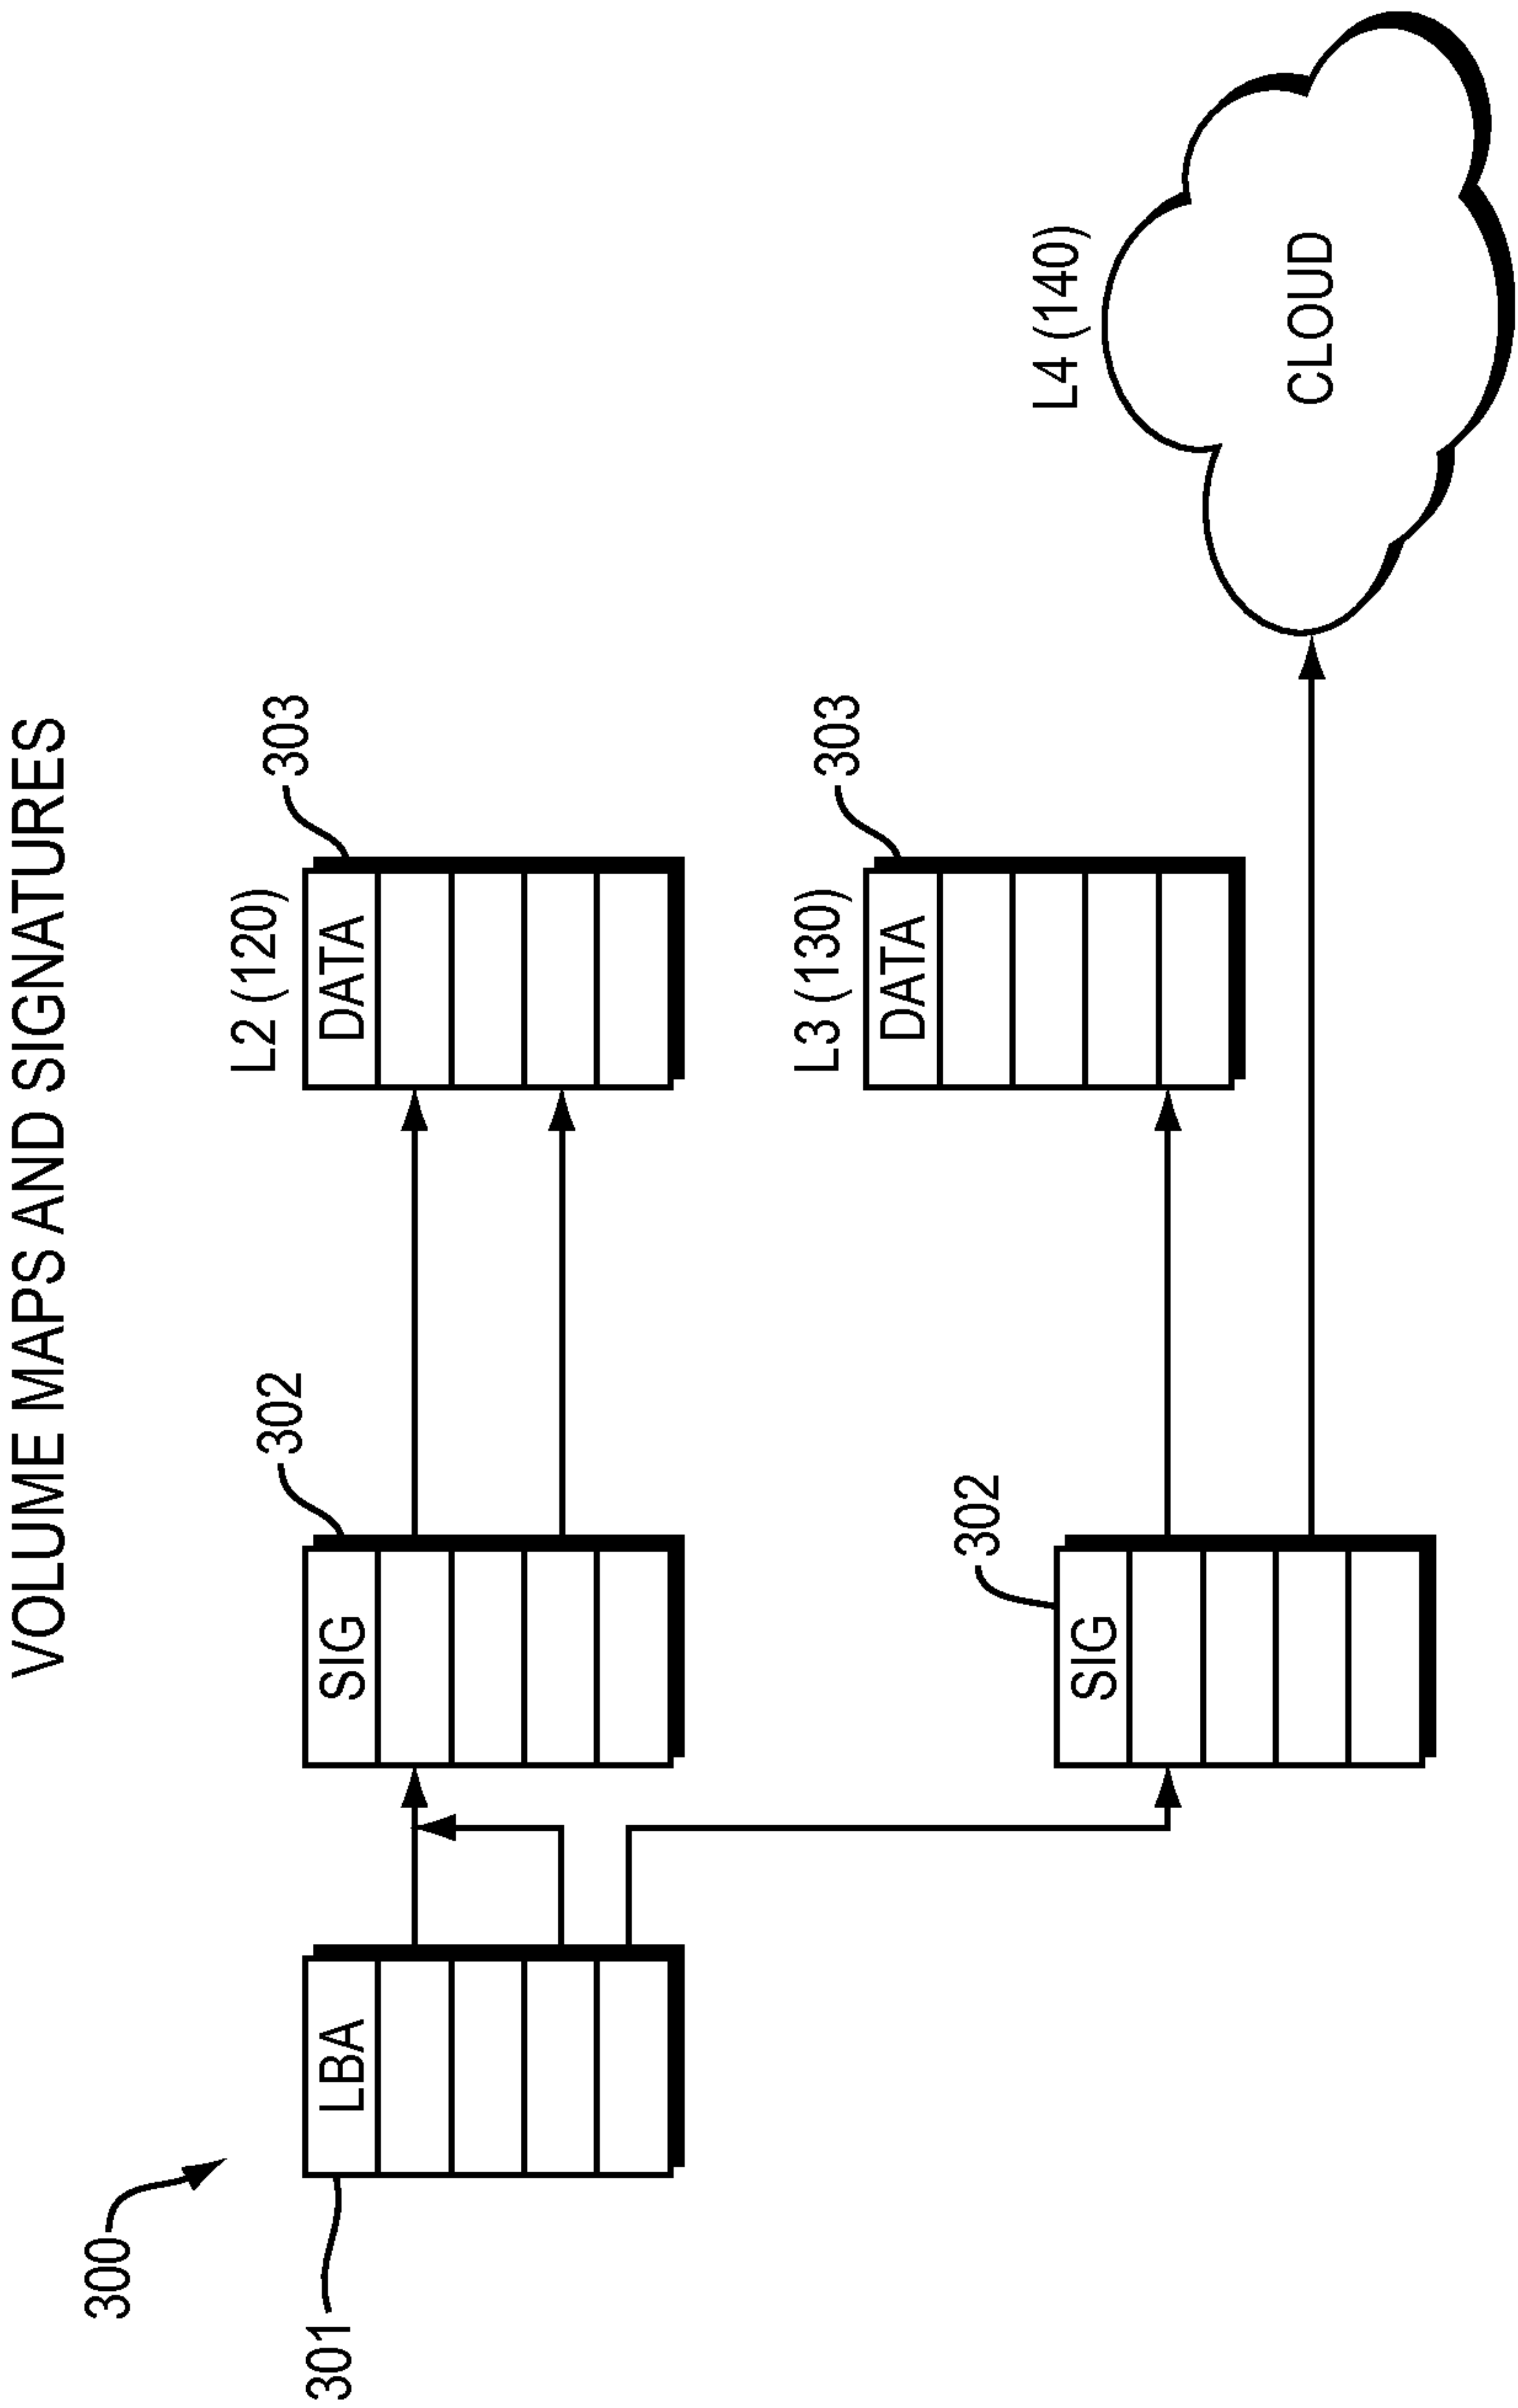 VOLUME MAPS AND SIGNATURES
300
301
LBA
302
SIG
L2 (120)
303
DATA
302
SIG
L3 (130)
303
DATA
L4 (140)
CLOUD